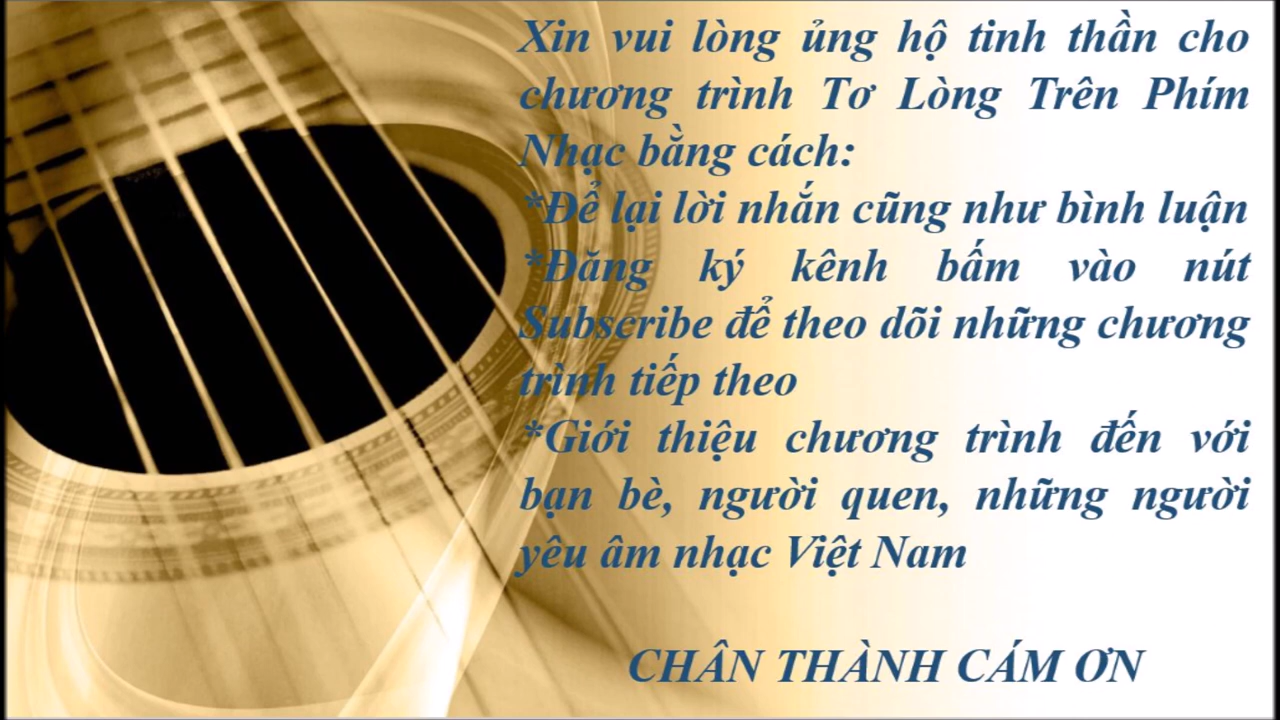 Xin vui lòng ủng hộ tinh thần cho
chương trình Tơ Lòng Trên Phím
Nhạc bằng cách:
*Để lại lời nhắn cũng như bình luận
*Đăng ký kênh bấm vào nút
Subscribe để theo dõi những chương
trình tiếp theo
*Giới thiệu chương trình đến với
bạn bè, người quen, những người
yêu âm nhạc Việt Nam
CHÂN THÀNH CÁM ƠN